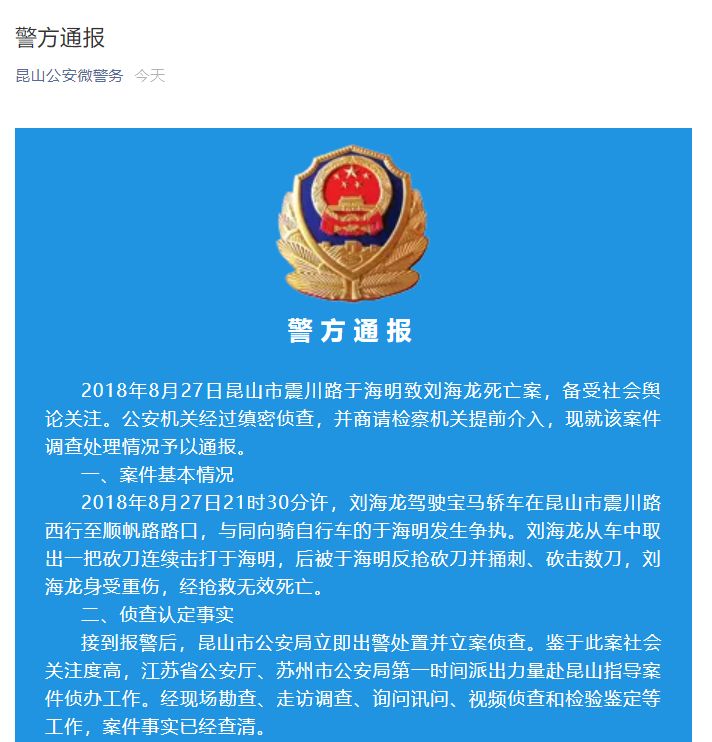 警方通报
昆山公安微警务 今天
警方通报
2018年8月27日昆山市震川路于海明致刘海龙死亡案，备受社会舆
论关注。公安机关经过缜密侦查，并商请检察机关提前介入，现就该案件
调查处理情况予以通报。
一、案件基本情况
2018年8月27日21时30分许，刘海龙驾驶宝马轿车在昆山市震川路
西行至顺帆路路口，与同向骑自行车的于海明发生争执。刘海龙从车中取
出一把砍刀连续击打于海明，后被于海明反抢砍刀并捅刺、砍击数刀，刘
海龙身受重伤，经抢救无效死亡。
二、侦查认定事实
接到报警后，昆山市公安局立即出警处置并立案侦查。鉴于此案社会
关注度高，江苏省公安厅、苏州市公安局第一时间派出力量赴昆山指导案
件侦办工作。经现场勘查、走访调查、询问讯问、视频侦查和检验鉴定等
工作，案件事实已经查清。